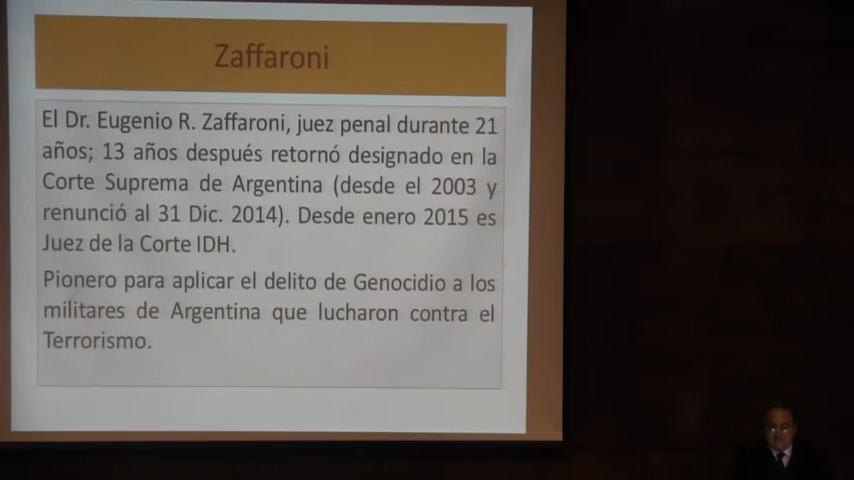 Zaffaroni
El Dr. Eugenio R. Zaffaroni, juez penal durante 21
años; 13 años después retornó designado en la
Corte Suprema de Argentina (desde el 2003 y
renunció al 31 Dic. 2014). Desde enero 2015 es
Juez de la Corte IDH.
Pionero para aplicar el delito de Genocidio a los
militares de Argentina que lucharon contra el
Terrorismo.